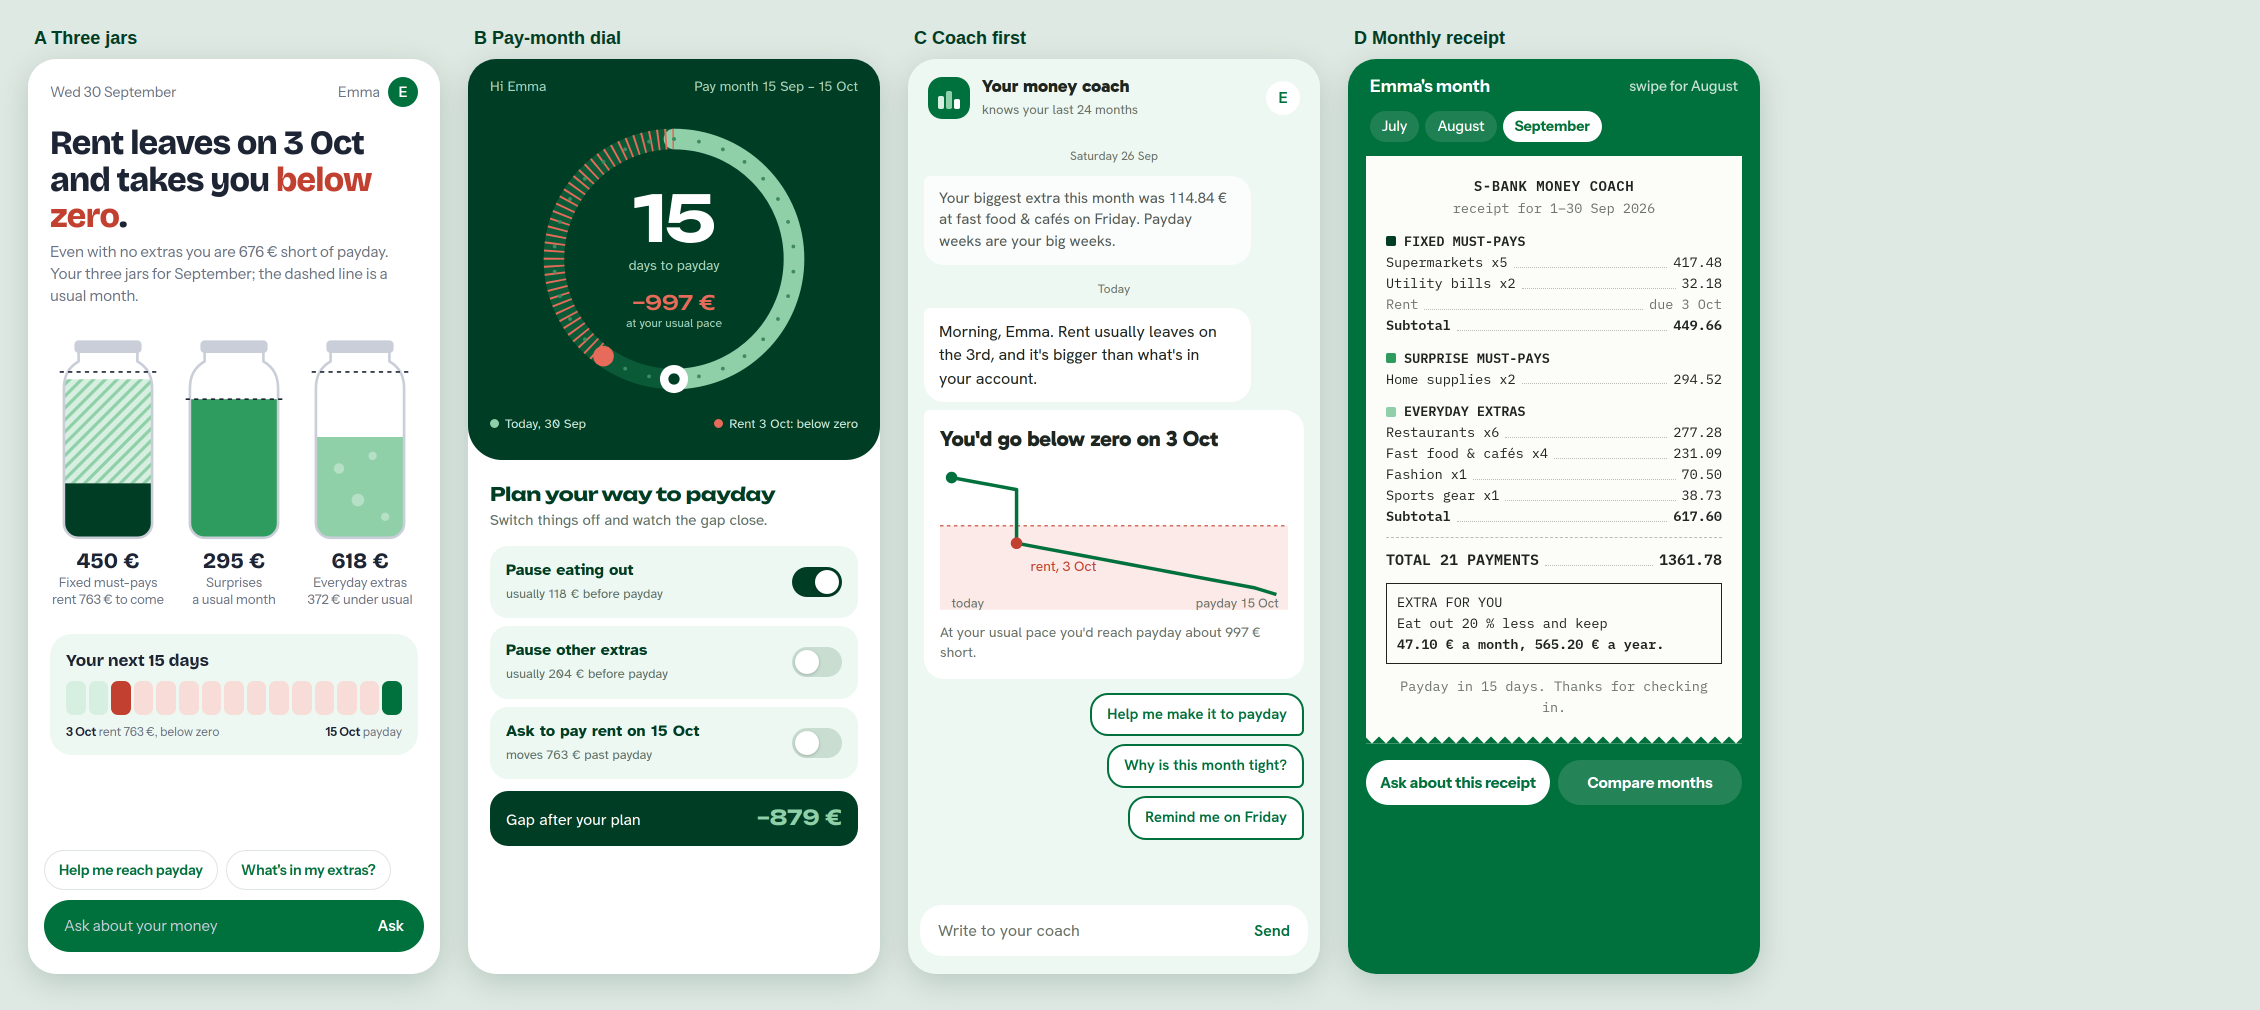 A Three jars
Wed 30 September
Emma
E
Rent leaves on 3 Oct
and takes you below
zero.
Even with no extras you are 676 € short of payday.
Your three jars for September; the dashed line is a
usual month.
450 €
Fixed must-pays
rent 763 € to come
295 €
Surprises
a usual month
618 €
Everyday extras
372 € under usual
Your next 15 days
3 Oct rent 763 €, below zero
15 Oct payday
Help me reach payday
What's in my extras?
Ask about your money
Ask
B Pay-month dial
Hi Emma
Pay month 15 Sep – 15 Oct
15
days to payday
–997 €
at your usual pace
Today, 30 Sep
Rent 3 Oct: below zero
Plan your way to payday
Switch things off and watch the gap close.
Pause eating out
usually 118 € before payday
Pause other extras
usually 204 € before payday
Ask to pay rent on 15 Oct
moves 763 € past payday
Gap after your plan
–879 €
C Coach first
Your money coach
knows your last 24 months
E
Saturday 26 Sep
Your biggest extra this month was 114.84 €
at fast food & cafés on Friday. Payday
weeks are your big weeks.
Today
Morning, Emma. Rent usually leaves on
the 3rd, and it's bigger than what's in
your account.
You'd go below zero on 3 Oct
rent, 3 Oct
today
payday 15 Oct
At your usual pace you'd reach payday about 997 €
short.
Help me make it to payday
Why is this month tight?
Remind me on Friday
Write to your coach
Send
D Monthly receipt
Emma's month
swipe for August
July
August
September
S-BANK MONEY COACH
receipt for 1–30 Sep 2026
FIXED MUST-PAYS
Supermarkets x5 417.48
Utility bills x2 32.18
Rent due 3 Oct
Subtotal 449.66
SURPRISE MUST-PAYS
Home supplies x2 294.52
EVERYDAY EXTRAS
Restaurants x6 277.28
Fast food & cafés x4 231.09
Fashion x1 70.50
Sports gear x1 38.73
Subtotal 617.60
TOTAL 21 PAYMENTS 1361.78
EXTRA FOR YOU
Eat out 20 % less and keep
47.10 € a month, 565.20 € a year.
Payday in 15 days. Thanks for checking
in.
Ask about this receipt
Compare months